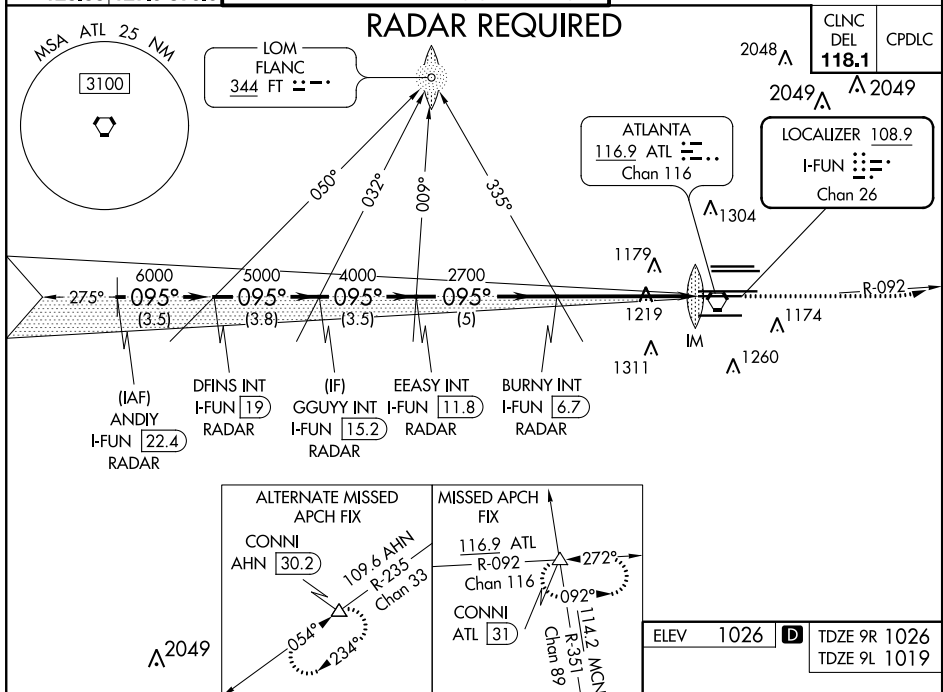 RADAR REQUIRED
MSA ATL 25 NM
3100
LOM
FLANC
344 FT
CLNC
DEL
118.1
CPDLC
2048
2049
2049
ATLANTA
116.9 ATL
Chan 116
LOCALIZER 108.9
I-FUN
Chan 26
050°
032°
009°
335°
1304
1179
6000
5000
4000
2700
275°
095°
095°
095°
095°
R-092
(3.5)
(3.8)
(3.5)
(5)
1219
IM
1174
1311
1260
(IAF)
ANDIY
I-FUN 22.4
RADAR
DFINS INT
I-FUN 19
RADAR
(IF)
GGUYY INT
I-FUN 15.2
RADAR
EEASY INT
I-FUN 11.8
RADAR
BURNY INT
I-FUN 6.7
RADAR
ALTERNATE MISSED
APCH FIX
CONNI
AHN 30.2
109.6 AHN
R-235
Chan 33
054°
234°
MISSED APCH
FIX
116.9 ATL
R-092
Chan 116
272°
092°
CONNI
ATL 31
114.2 MCN
R-351
Chan 89
2049
ELEV 1026
D
TDZE 9R 1026
TDZE 9L 1019